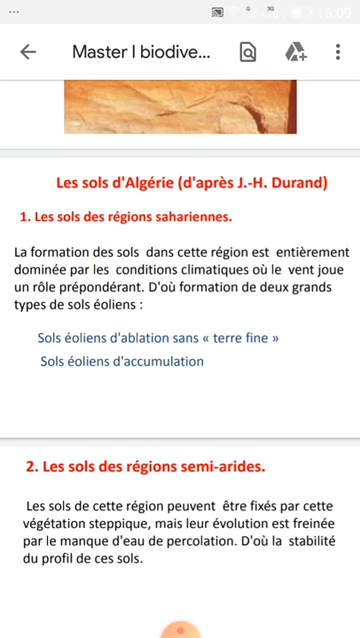 16:09
Master I biodive...
Les sols d'Algérie (d'après J.-H. Durand)
1. Les sols des régions sahariennes.
La formation des sols dans cette région est entièrement
dominée par les conditions climatiques où le vent joue
un rôle prépondérant. D'où formation de deux grands
types de sols éoliens :
Sols éoliens d'ablation sans « terre fine »
Sols éoliens d'accumulation
2. Les sols des régions semi-arides.
Les sols de cette région peuvent être fixés par cette
végétation steppique, mais leur évolution est freinée
par le manque d'eau de percolation. D'où la stabilité
du profil de ces sols.